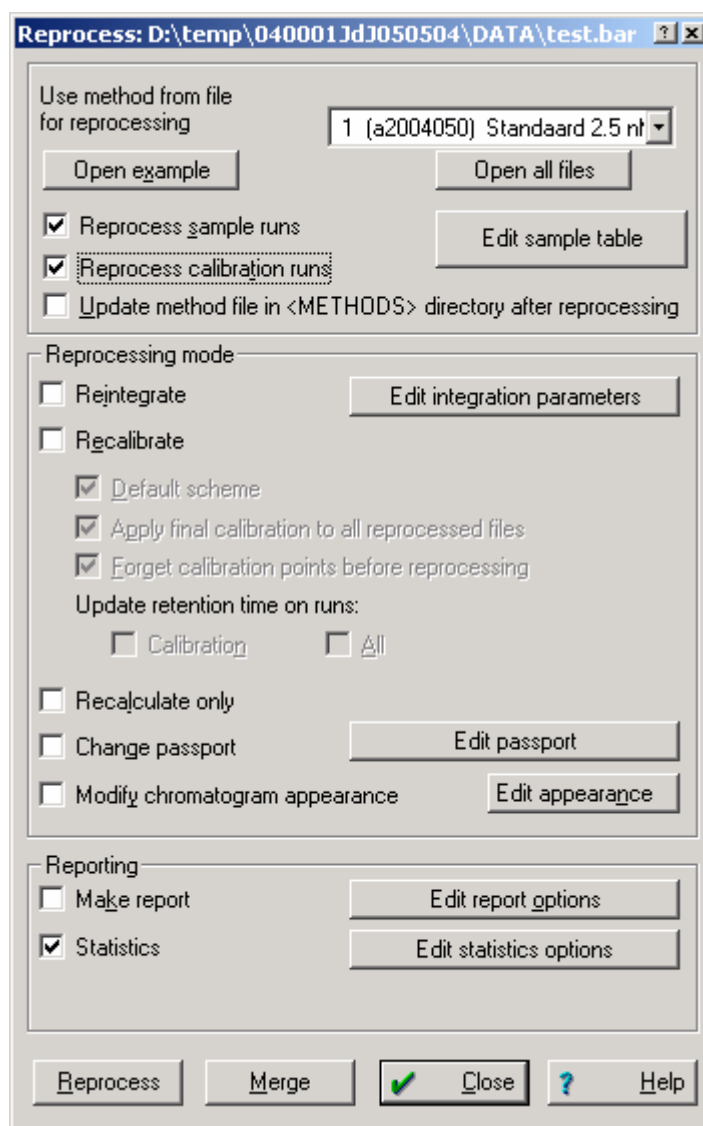 Reprocess: D:\temp\040001JdJ050504\DATA\test.bar
Use method from file
for reprocessing
1 (a2004050) Standaard 2.5 nl
Open example
Open all files
Reprocess sample runs
Edit sample table
Reprocess calibration runs
Update method file in <METHODS> directory after reprocessing
Reprocessing mode
Reintegrate
Edit integration parameters
Recalibrate
Default scheme
Apply final calibration to all reprocessed files
Forget calibration points before reprocessing
Update retention time on runs:
Calibration All
Recalculate only
Change passport
Edit passport
Modify chromatogram appearance
Edit appearance
Reporting
Make report
Edit report options
Statistics
Edit statistics options
Reprocess Merge Close ? Help